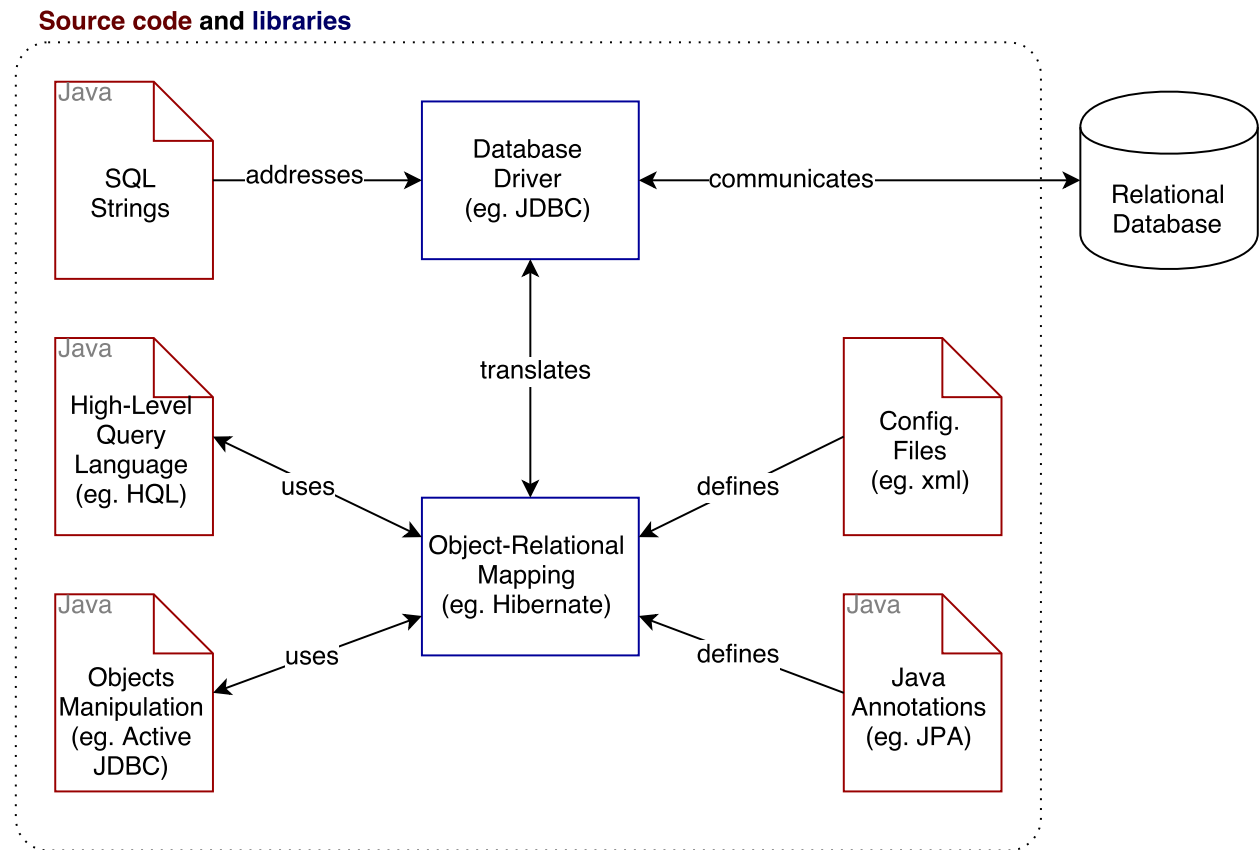 Source code and libraries
Java
SQL
Strings
addresses
Database
Driver
(eg. JDBC)
communicates
Relational
Database
translates
Java
High-Level
Query
Language
(eg. HQL)
uses
Config.
Files
(eg. xml)
defines
Object-Relational
Mapping
(eg. Hibernate)
Java
Objects
Manipulation
(eg. Active
JDBC)
uses
defines
Java
Java
Annotations
(eg. JPA)